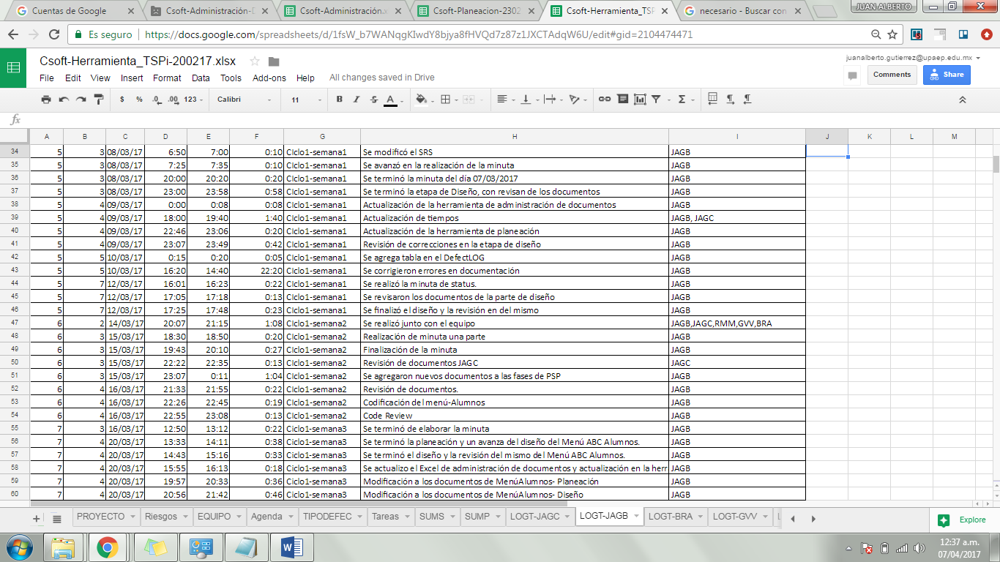 Cuentas de Google
Csoft-Administración-D
Csoft-Administración.x
Csoft-Planeacion-2302
Csoft-Herramienta_TSPi
necesario - Buscar con
JUAN ALBERTO
Es seguro
https://docs.google.com/spreadsheets/d/1fsW_b7WANqgKIwdY8bjya8fHVQd7z87z1JXCTAdqW6U/edit#gid=2104474471
Csoft-Herramienta_TSPi-200217.xlsx
juanalberto.gutierrez@upaep.edu.mx
File Edit View Insert Format Data Tools Add-ons Help All changes saved in Drive
Comments
Share
$ % .0 .00 123 Calibri 11 B I S A
fx
A B C D E F G H I J K L M
34 5 3 08/03/17 6:50 7:00 0:10 Ciclo1-semana1 Se modificó el SRS JAGB
35 5 3 08/03/17 7:25 7:35 0:10 Ciclo1-semana1 Se avanzó en la realización de la minuta JAGB
36 5 3 08/03/17 20:00 20:20 0:20 Ciclo1-semana1 Se terminó la minuta del día 07/03/2017 JAGB
37 5 3 08/03/17 23:00 23:58 0:58 Ciclo1-semana1 Se terminó la etapa de Diseño, con revisan de los documentos JAGB
38 5 4 09/03/17 0:00 0:08 0:08 Ciclo1-semana1 Actualización de la herramienta de administración de documentos JAGB
39 5 4 09/03/17 18:00 19:40 1:40 Ciclo1-semana1 Actualización de tiempos JAGB, JAGC
40 5 4 09/03/17 22:46 23:06 0:20 Ciclo1-semana1 Actualización de la herramienta de planeación JAGB
41 5 4 09/03/17 23:07 23:49 0:42 Ciclo1-semana1 Revisión de correcciones en la etapa de diseño JAGB
42 5 5 10/03/17 0:15 0:20 0:05 Ciclo1-semana1 Se agrega tabla en el DefectLOG JAGB
43 5 5 10/03/17 16:20 14:40 22:20 Ciclo1-semana1 Se corrigieron errores en documentación JAGB
44 5 7 12/03/17 16:01 16:23 0:22 Ciclo1-semana1 Se realizó la minuta de status. JAGB
45 5 7 12/03/17 17:05 17:18 0:13 Ciclo1-semana1 Se revisaron los documentos de la parte de diseño JAGB
46 5 7 12/03/17 17:25 17:48 0:23 Ciclo1-semana1 Se finalizó el diseño y la revisión en del mismo JAGB
47 6 2 14/03/17 20:07 21:15 1:08 Ciclo1-semana2 Se realizó junto con el equipo JAGB,JAGC,RMM,GVV,BRA
48 6 3 15/03/17 18:30 18:50 0:20 Ciclo1-semana2 Realización de minuta una parte JAGB
49 6 3 15/03/17 19:43 20:10 0:27 Ciclo1-semana2 Finalización de la minuta JAGB
50 6 3 15/03/17 22:22 22:35 0:13 Ciclo1-semana2 Revisión de documentos JAGC JAGC
51 6 3 15/03/17 23:07 0:11 1:04 Ciclo1-semana2 Se agregaron nuevos documentos a las fases de PSP JAGB
52 6 4 16/03/17 21:33 21:55 0:22 Ciclo1-semana2 Revisión de documentos. JAGB
53 6 4 16/03/17 22:26 22:45 0:19 Ciclo1-semana2 Codificación del menú-Alumnos JAGB
54 6 4 16/03/17 22:55 23:08 0:13 Ciclo1-semana2 Code Review JAGB
55 7 3 16/03/17 12:50 13:12 0:22 Ciclo1-semana3 Se terminó de elaborar la minuta JAGB
56 7 4 20/03/17 13:33 14:11 0:38 Ciclo1-semana3 Se terminó la planeación y un avanza del diseño del Menú ABC Alumnos. JAGB
57 7 4 20/03/17 14:43 15:16 0:33 Ciclo1-semana3 Se terminó el diseño y la revisión del mismo del Menú ABC Alumnos. JAGB
58 7 4 20/03/17 15:55 16:13 0:18 Ciclo1-semana3 Se actualizo el Excel de administración de documentos y actualización en la herr JAGB
59 7 4 20/03/17 19:57 20:33 0:36 Ciclo1-semana3 Modificación a los documentos de MenúAlumnos- Planeación JAGB
60 7 4 20/03/17 20:56 21:42 0:46 Ciclo1-semana3 Modificación a los documentos de MenúAlumnos- Diseño JAGB
PROYECTO Riesgos EQUIPO Agenda TIPODEFEC Tareas SUMS SUMP LOGT-JAGC LOGT-JAGB LOGT-BRA LOGT-GVV
Explore
12:37 a.m.
07/04/2017